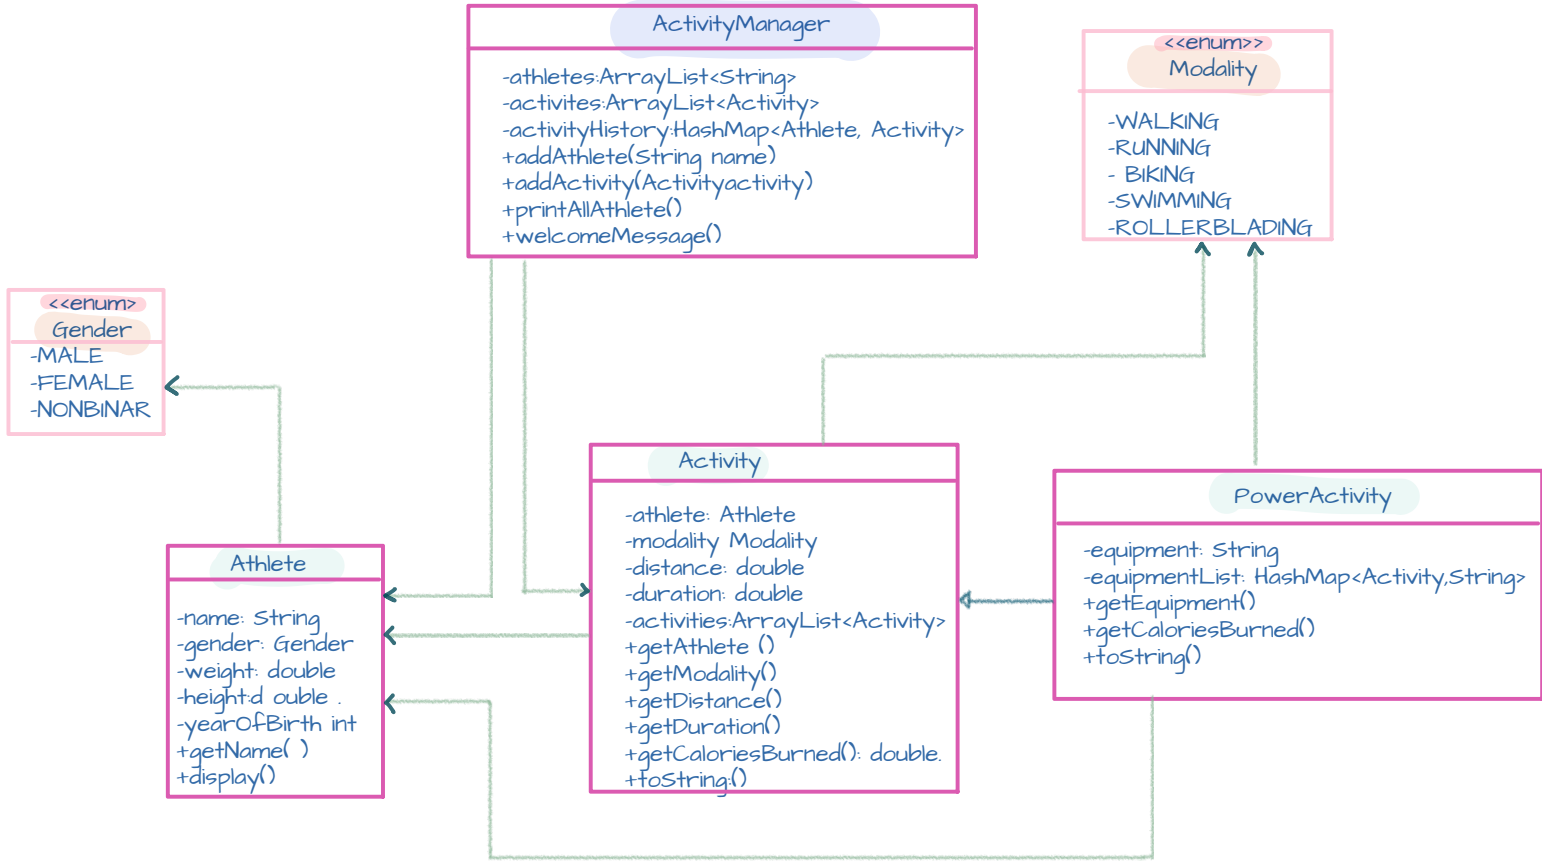 ActivityManager
-athletes:ArrayList<String>
-activites:ArrayList<Activity>
-activityHistory:HashMap<Athlete, Activity>
+addAthlete(String name)
+addActivity(Activityactivity)
+printAllAthlete()
+welcomeMessage()
<<enum>>
Modality
-WALKING
-RUNNING
- BIKING
-SWIMMING
-ROLLERBLADING
<<enum>
Gender
-MALE
-FEMALE
-NONBINAR
Athlete
-name: String
-gender: Gender
-weight: double
-height:d ouble .
-yearOfBirth int
+getName( )
+display()
Activity
-athlete: Athlete
-modality Modality
-distance: double
-duration: double
-activities:ArrayList<Activity>
+getAthlete ()
+getModality()
+getDistance()
+getDuration()
+getCaloriesBurned(): double.
+toString:()
PowerActivity
-equipment: String
-equipmentList: HashMap<Activity,String>
+getEquipment()
+getCaloriesBurned()
+toString()